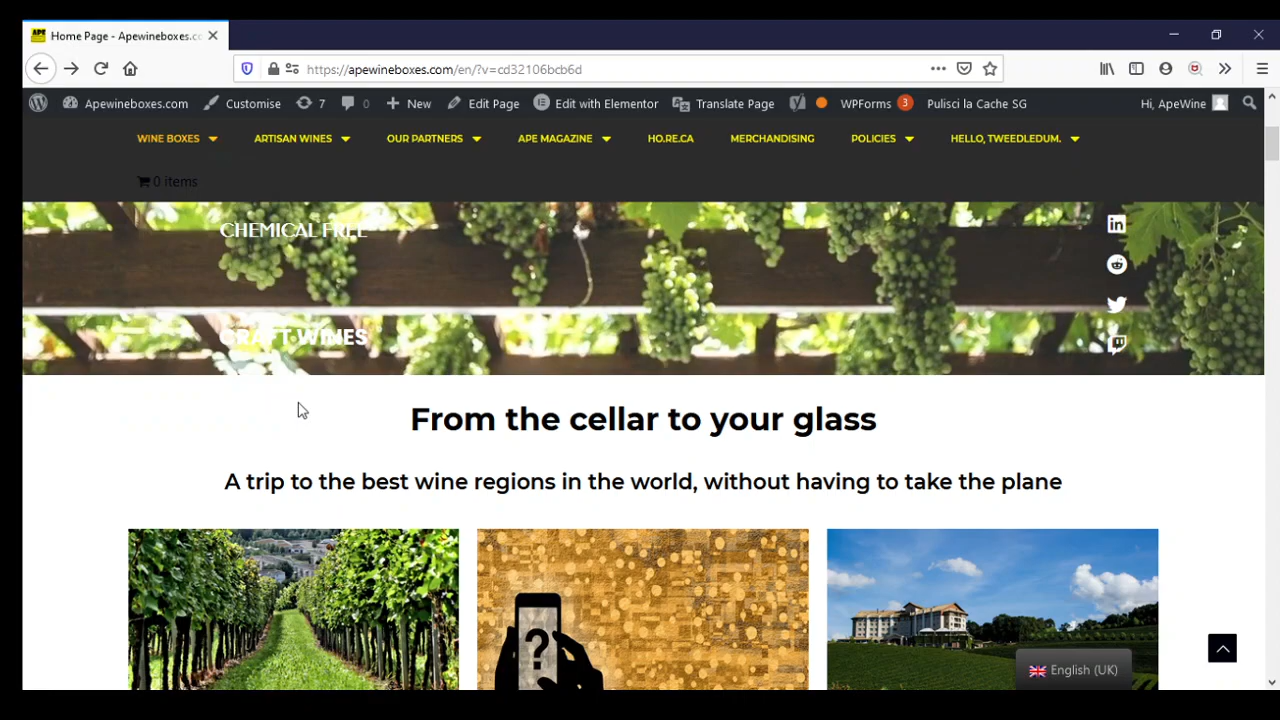 Home Page - Apewineboxes.c
https://apewineboxes.com/en/?v=cd32106bcb6d
Apewineboxes.com Customise 7 0 New Edit Page Edit with Elementor Translate Page WPForms 3 Pulisci la Cache SG Hi, ApeWine
WINE BOXES ARTISAN WINES OUR PARTNERS APE MAGAZINE HO.RE.CA MERCHANDISING POLICIES HELLO, TWEEDLEDUM.
0 items
CHEMICAL FREE
CRAFT WINES
From the cellar to your glass
A trip to the best wine regions in the world, without having to take the plane
?
English (UK)